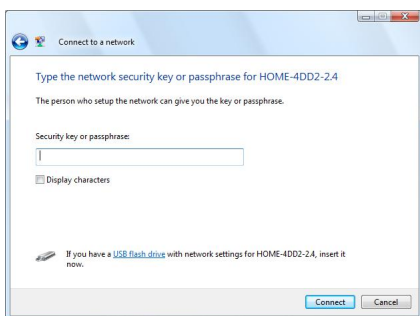 Connect to a network
Type the network security key or passphrase for HOME-4DD2-2.4
The person who setup the network can give you the key or passphrase.
Security key or passphrase:
Display characters
If you have a USB flash drive with network settings for HOME-4DD2-2.4, insert it
now.
Connect Cancel